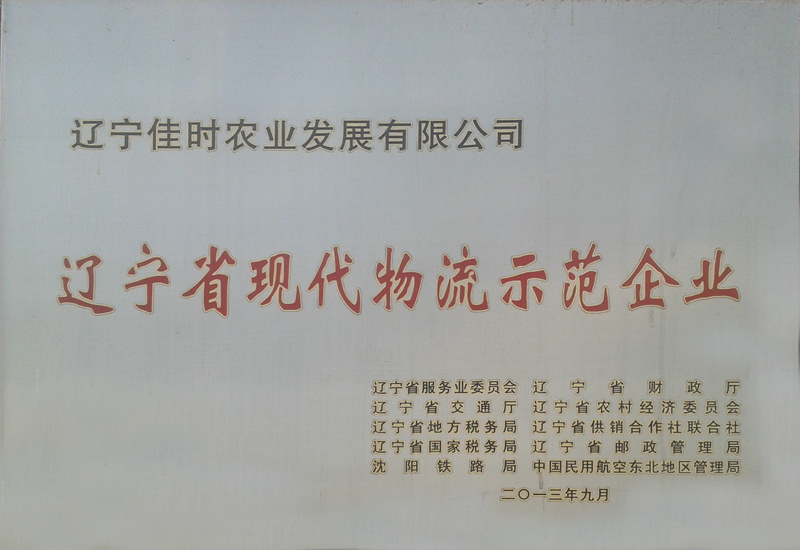 辽宁佳时农业发展有限公司
辽宁省现代物流示范企业
辽宁省服务业委员会 辽宁省财政厅
辽宁省交通厅 辽宁省农村经济委员会
辽宁省地方税务局 辽宁省供销合作社联合社
辽宁省国家税务局 辽宁省邮政管理局
沈阳铁路局 中国民用航空东北地区管理局
二〇一三年九月